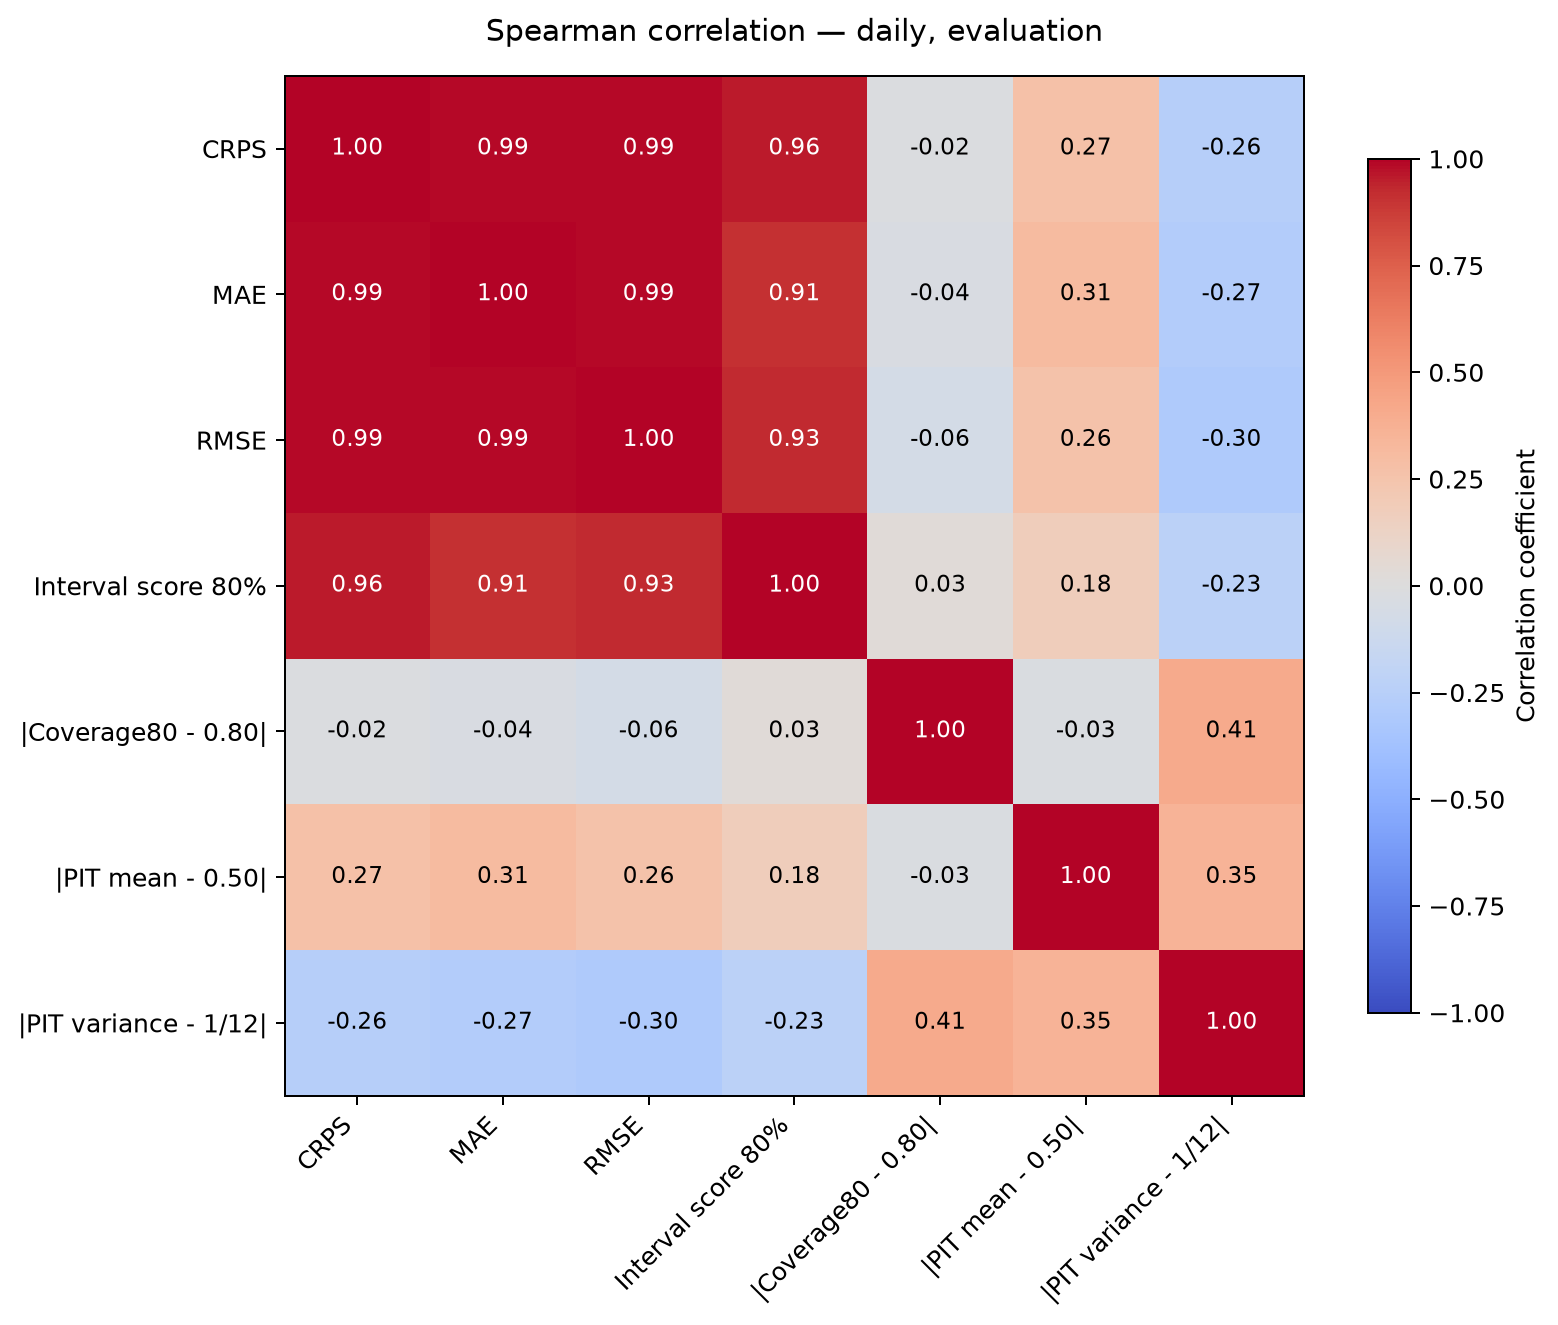 Spearman correlation — daily, evaluation
CRPS 1.00 0.99 0.99 0.96 -0.02 0.27 -0.26
MAE 0.99 1.00 0.99 0.91 -0.04 0.31 -0.27
RMSE 0.99 0.99 1.00 0.93 -0.06 0.26 -0.30
Interval score 80% 0.96 0.91 0.93 1.00 0.03 0.18 -0.23
|Coverage80 - 0.80| -0.02 -0.04 -0.06 0.03 1.00 -0.03 0.41
|PIT mean - 0.50| 0.27 0.31 0.26 0.18 -0.03 1.00 0.35
|PIT variance - 1/12| -0.26 -0.27 -0.30 -0.23 0.41 0.35 1.00
CRPS
MAE
RMSE
Interval score 80%
|Coverage80 - 0.80|
|PIT mean - 0.50|
|PIT variance - 1/12|
1.00
0.75
0.50
0.25
0.00
−0.25
−0.50
−0.75
−1.00
Correlation coefficient